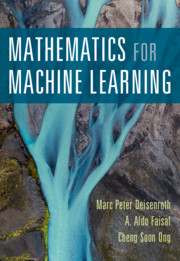 MATHEMATICS FOR
MACHINE LEARNING
Marc Peter Deisenroth
A. Aldo Faisal
Cheng Soon Ong